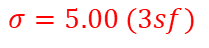 σ = 5.00 (3sf)